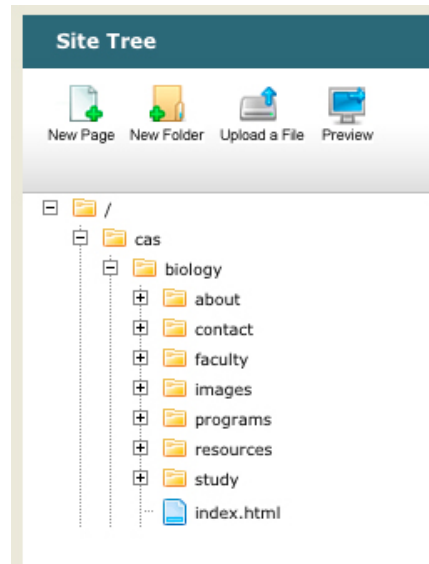 Site Tree
New Page New Folder Upload a File Preview
/
cas
biology
about
contact
faculty
images
programs
resources
study
index.html